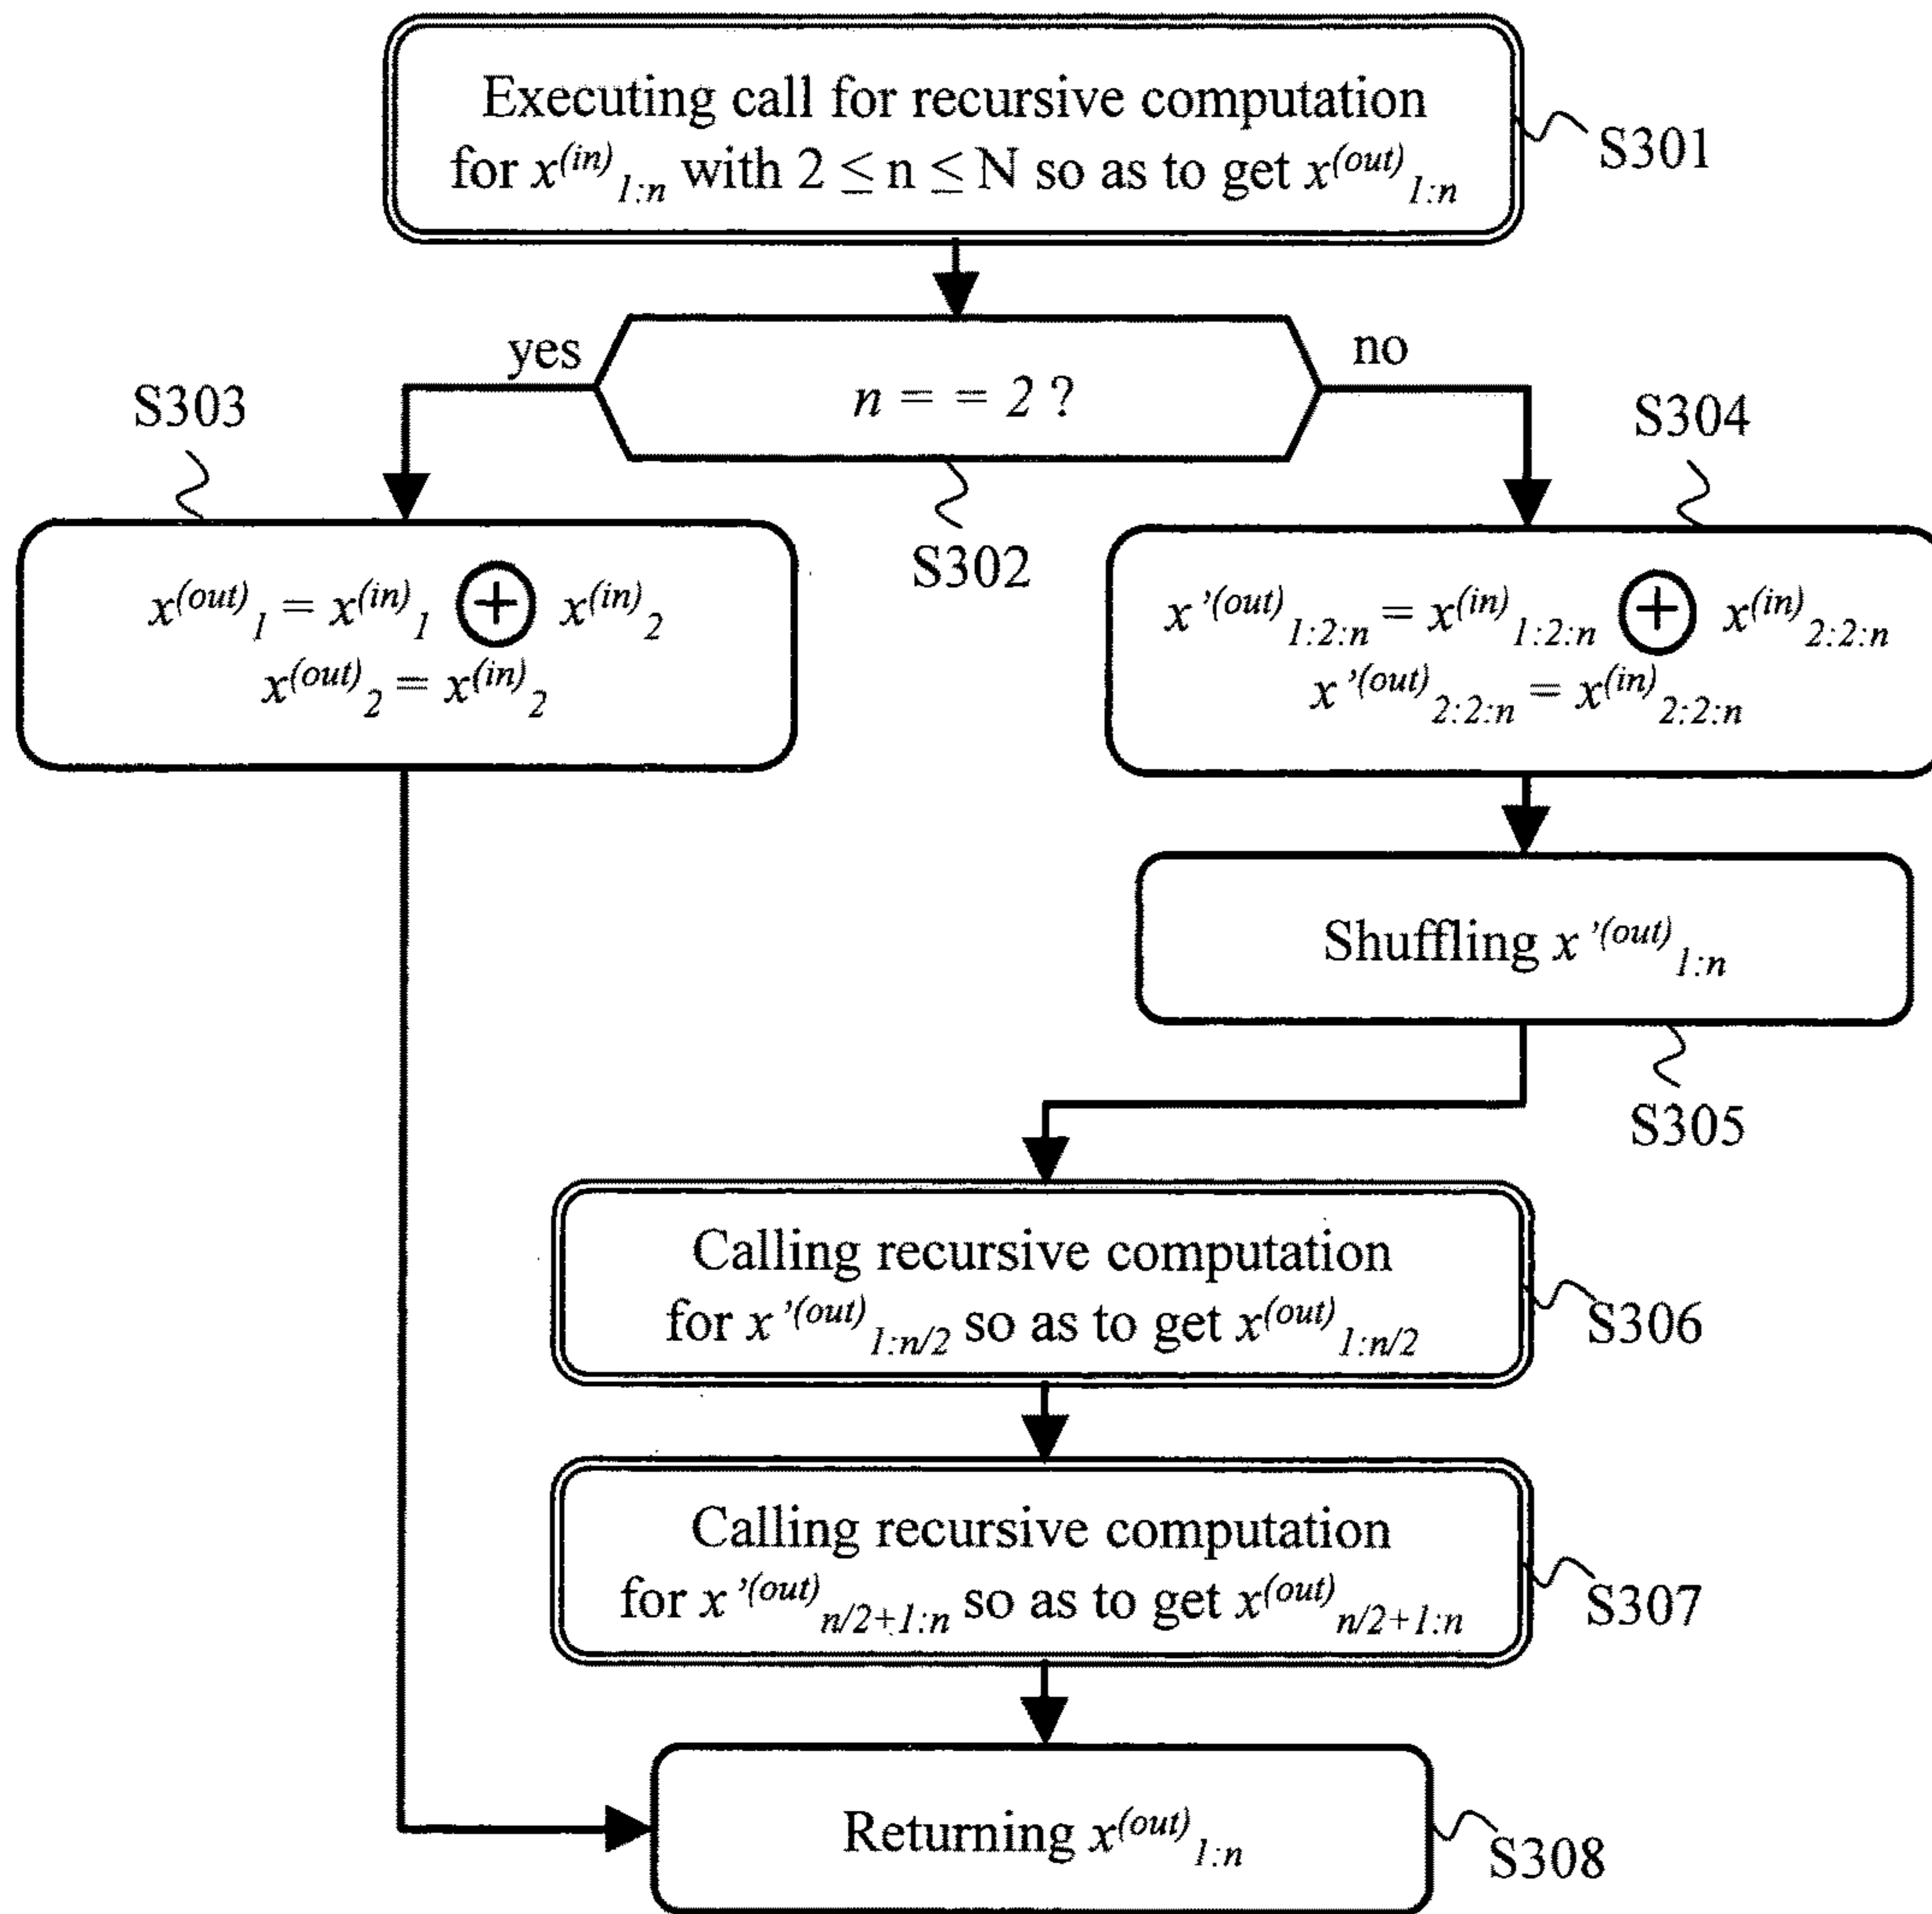 Executing call for recursive computation
for x^(in)_1:n with 2 ≤ n ≤ N so as to get x^(out)_1:n
S301
yes
no
n = = 2 ?
S302
S303
S304
x^(out)_1 = x^(in)_1 ⊕ x^(in)_2
x^(out)_2 = x^(in)_2
x'^(out)_1:2:n = x^(in)_1:2:n ⊕ x^(in)_2:2:n
x'^(out)_2:2:n = x^(in)_2:2:n
Shuffling x'^(out)_1:n
S305
Calling recursive computation
for x'^(out)_1:n/2 so as to get x^(out)_1:n/2
S306
Calling recursive computation
for x'^(out)_n/2+1:n so as to get x^(out)_n/2+1:n
S307
Returning x^(out)_1:n
S308